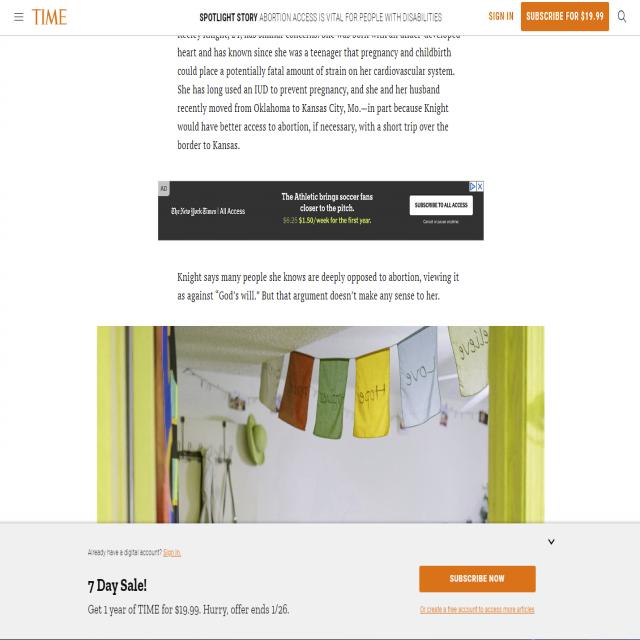 TIME
SPOTLIGHT STORY ABORTION ACCESS IS VITAL FOR PEOPLE WITH DISABILITIES
SIGN IN
SUBSCRIBE FOR $19.99
heart and has known since she was a teenager that pregnancy and childbirth
could place a potentially fatal amount of strain on her cardiovascular system.
She has long used an IUD to prevent pregnancy, and she and her husband
recently moved from Oklahoma to Kansas City, Mo.—in part because Knight
would have better access to abortion, if necessary, with a short trip over the
border to Kansas.
AD
The New York Times | All Access
The Athletic brings soccer fans
closer to the pitch.
$6.25 $1.50/week for the first year.
SUBSCRIBE TO ALL ACCESS
Cancel or pause anytime.
Knight says many people she knows are deeply opposed to abortion, viewing it
as against “God’s will.” But that argument doesn’t make any sense to her.
Hope
Love
Believe
Already have a digital account? Sign In.
7 Day Sale!
Get 1 year of TIME for $19.99. Hurry, offer ends 1/26.
SUBSCRIBE NOW
Or create a free account to access more articles